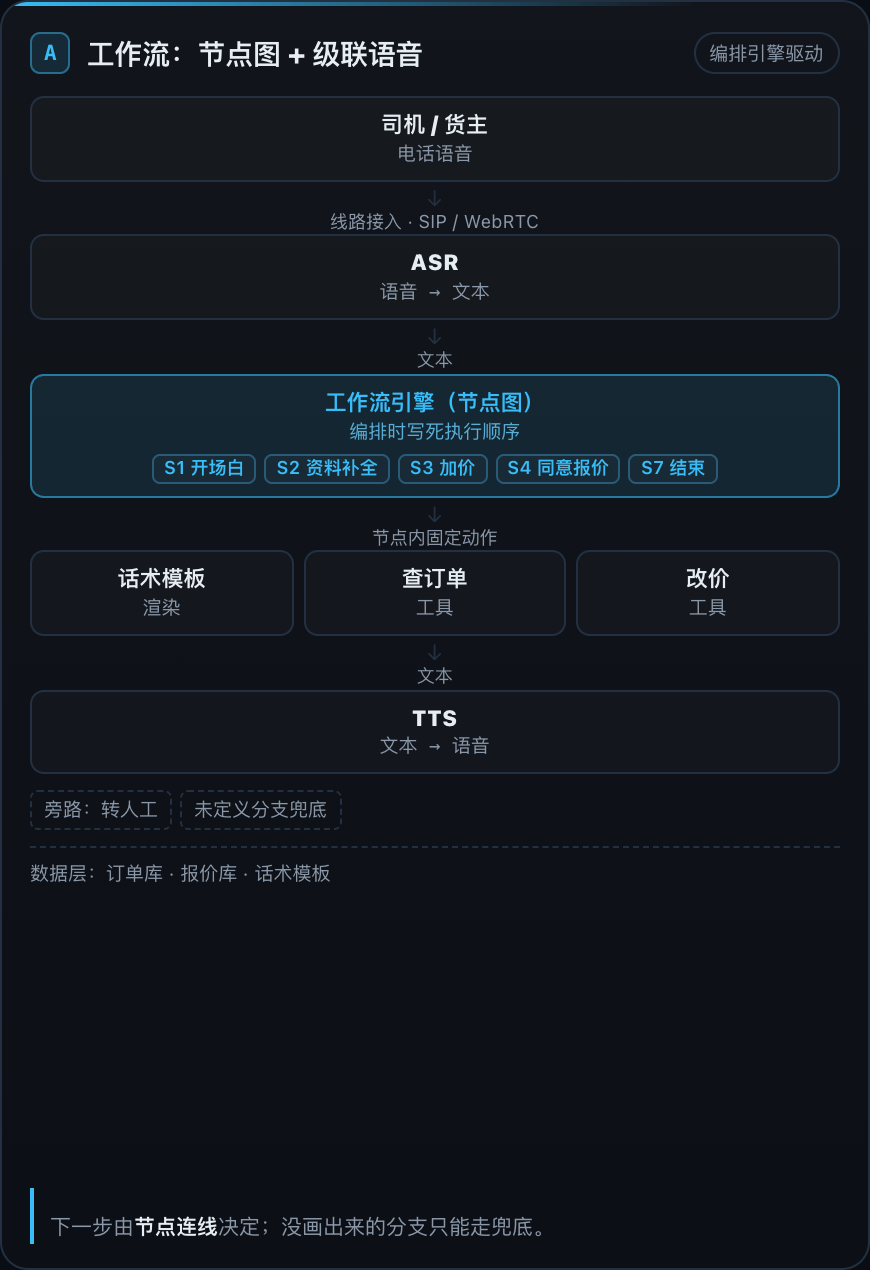 A 工作流：节点图 + 级联语音 编排引擎驱动
司机 / 货主
电话语音
↓
线路接入 · SIP / WebRTC
ASR
语音 → 文本
↓
文本
工作流引擎（节点图）
编排时写死执行顺序
S1 开场白 S2 资料补全 S3 加价 S4 同意报价 S7 结束
↓
节点内固定动作
话术模板 查订单 改价
渲染 工具 工具
↓
文本
TTS
文本 → 语音
旁路：转人工 未定义分支兜底
数据层：订单库 · 报价库 · 话术模板
下一步由节点连线决定；没画出来的分支只能走兜底。